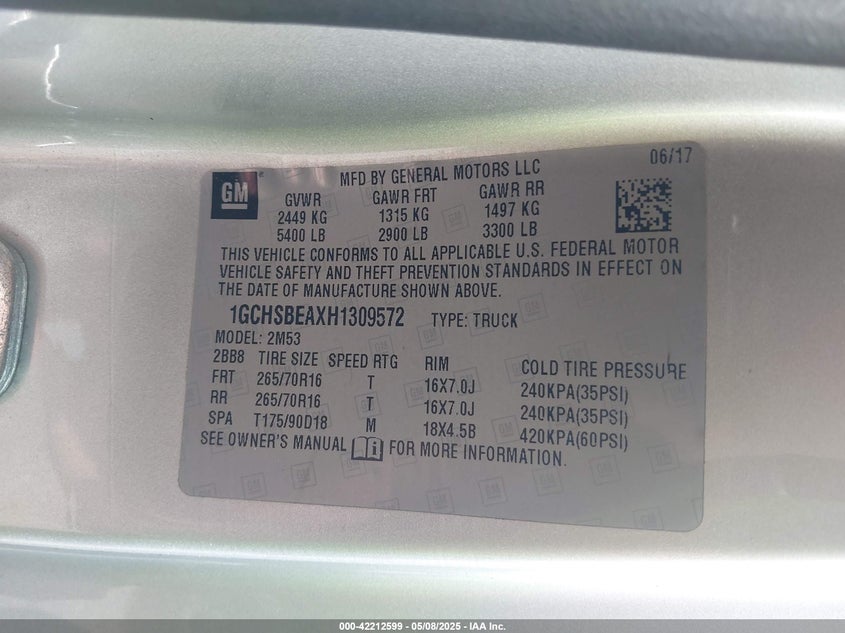 06/17
GM
MFD BY GENERAL MOTORS LLC
GVWR GAWR FRT GAWR RR
2449 KG 1315 KG 1497 KG
5400 LB 2900 LB 3300 LB
THIS VEHICLE CONFORMS TO ALL APPLICABLE U.S. FEDERAL MOTOR
VEHICLE SAFETY AND THEFT PREVENTION STANDARDS IN EFFECT ON
THE DATE OF MANUFACTURE SHOWN ABOVE.
1GCHSBEAXH1309572 TYPE: TRUCK
MODEL: 2M53
2BB8 TIRE SIZE SPEED RTG RIM COLD TIRE PRESSURE
FRT 265/70R16 T 16X7.0J 240KPA(35PSI)
RR 265/70R16 T 16X7.0J 240KPA(35PSI)
SPA T175/90D18 M 18X4.5B 420KPA(60PSI)
SEE OWNER'S MANUAL FOR MORE INFORMATION.
000-42212599 - 05/08/2025 - IAA Inc.